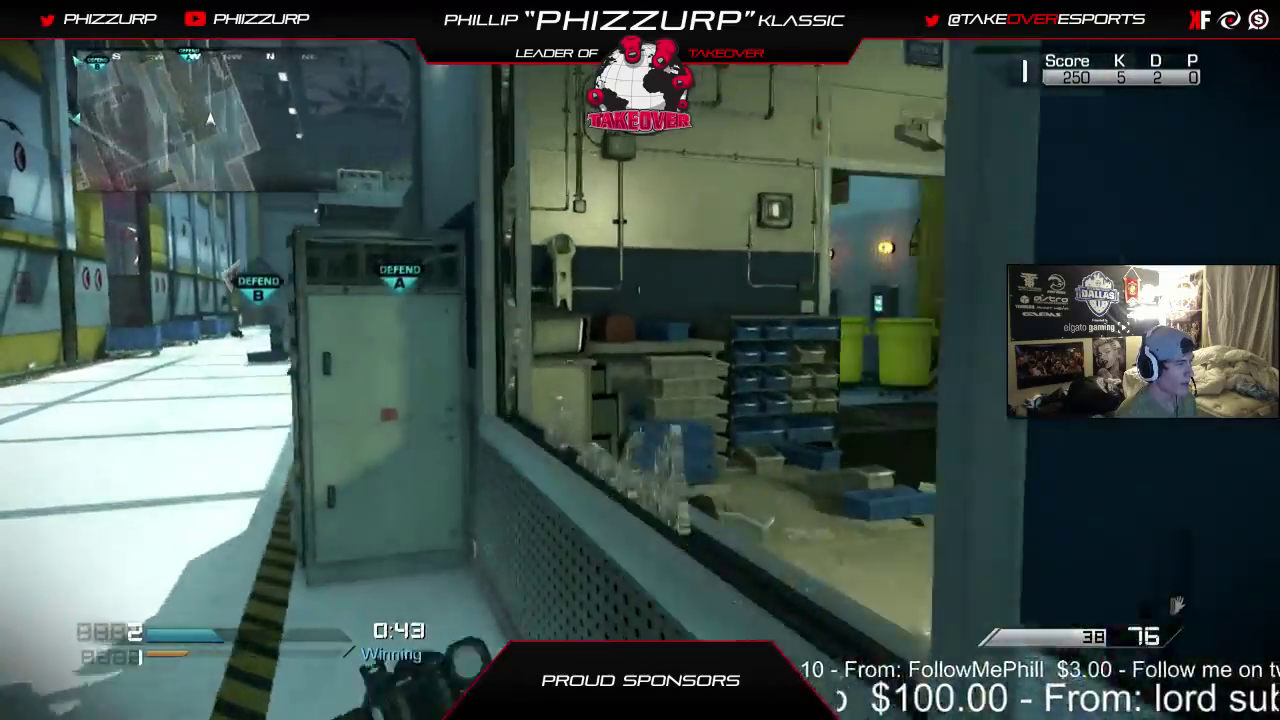 PHIZZURP
PHIIZZURP
PHILLIP "PHIZZURP" KLASSIC
@TAKEOVERESPORTS
XF
LEADER OF TAKEOVER
TAKEOVER
S
N
Score K D P
250 5 2 0
DEFEND
B
DEFEND
A
DALLAS
elgato gaming
2
1
0:43
Winning
38 76
PROUD SPONSORS
10 - From: FollowMePhill $3.00 - Follow me on tw
$100.00 - From: lord sub